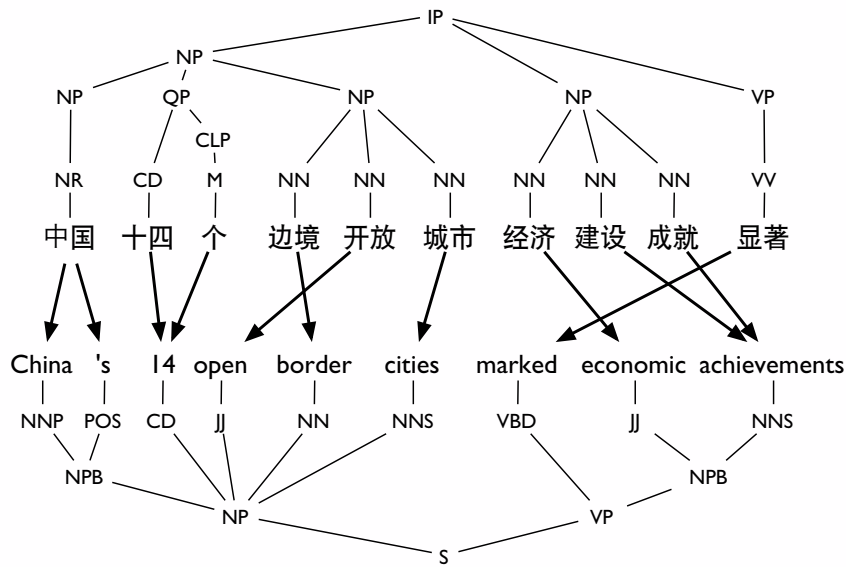 IP
NP
NP QP NP NP VP
CLP
NR CD M NN NN NN NN NN NN VV
中国 十四 个 边境 开放 城市 经济 建设 成就 显著
China 's 14 open border cities marked economic achievements
NNP POS CD JJ NN NNS VBD JJ NNS
NPB NPB
NP VP
S